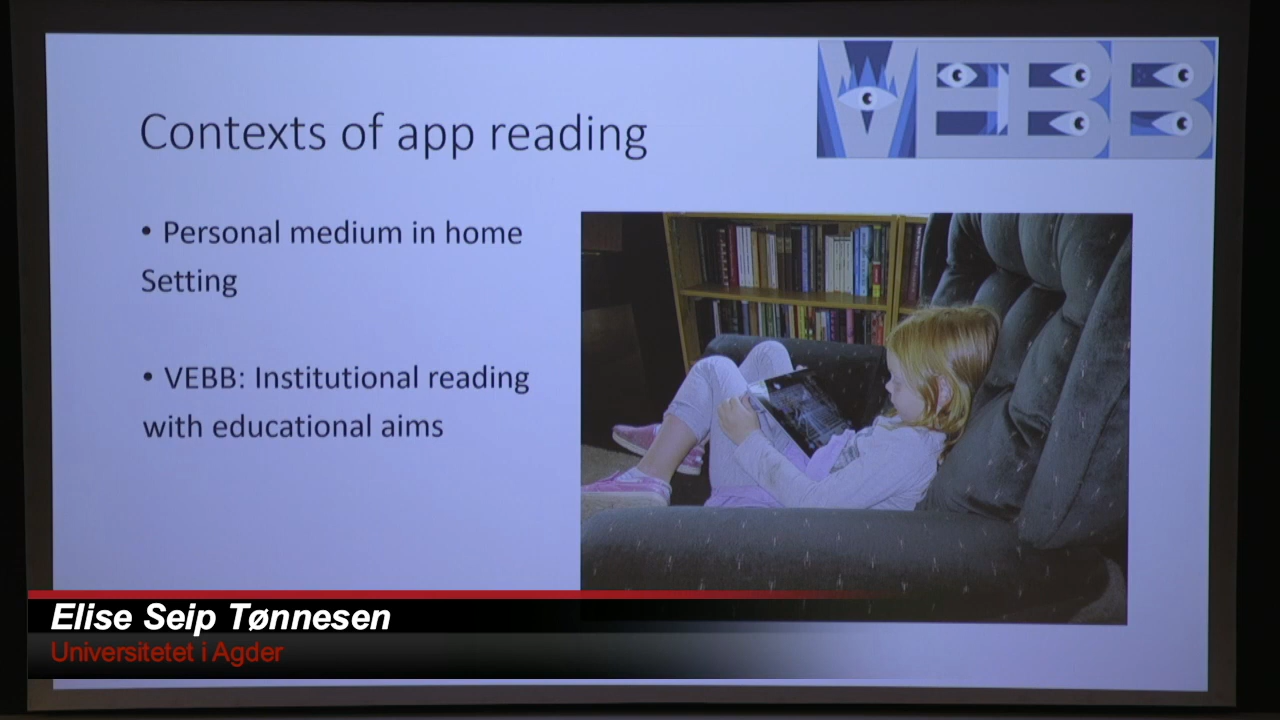 VEBB
Contexts of app reading
• Personal medium in home
Setting
• VEBB: Institutional reading
with educational aims
Elise Seip Tønnesen
Universitetet i Agder